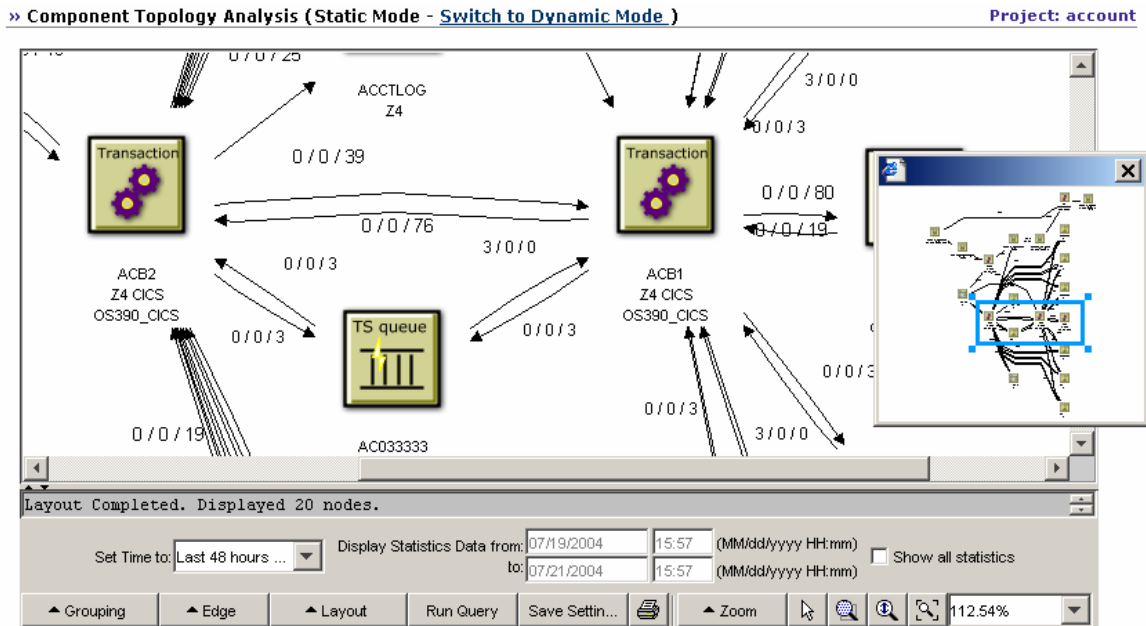 » Component Topology Analysis (Static Mode - Switch to Dynamic Mode )
Project: account
0 / 0 / 25
3 / 0 / 0
ACCTLOG
Z4
0 / 0 / 3
Transaction
Transaction
0 / 0 / 39
0 / 0 / 80
0 / 0 / 76
0 / 0 / 19
3 / 0 / 0
0 / 0 / 3
ACB2
Z4 CICS
OS390_CICS
ACB1
Z4 CICS
OS390_CICS
TS queue
0 / 0 / 3
0 / 0 / 3
0 / 0 / 3
0 / 0 / 3
0 / 0 / 19
3 / 0 / 0
AC033333
Layout Completed. Displayed 20 nodes.
Set Time to: Last 48 hours ...
Display Statistics Data from: 07/19/2004 15:57 (MM/dd/yyyy HH:mm)
to: 07/21/2004 15:57 (MM/dd/yyyy HH:mm)
Show all statistics
Grouping Edge Layout Run Query Save Settin... Zoom 112.54%